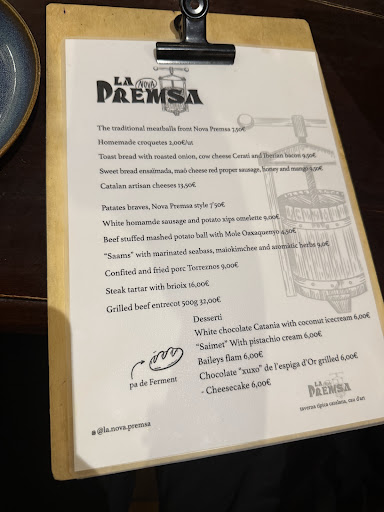 LA NOVA
PREMSA
The traditional meatballs front Nova Premsa 7,50€
Homemade croquetes 2,00€/ut
Toast bread with roasted onion, cow cheese Cerati and Iberian bacon 9,50€
Sweet bread ensaïmada, maó cheese red proper sausage, honey and mango 9,50€
Catalan artisan cheeses 13,50€
Patates braves, Nova Premsa style 7'50€
White homamde sausage and potato xips omelette 9,00€
Beef stuffed mashed potato ball with Mole Oaxaquenyo 4,50€
"Saams" with marinated seabass, maiokimchee and aromàtic herbs 9,0€
Confited and fried porc Torreznos 9,00€
Steak tartar with brioix 16,00€
Grilled beef entrecot 500g 32,00€
Desserti
White chocolate Catania with coconut icecream 6,00€
"Saimet" With pistachio cream 6,00€
Baileys flam 6,00€
Chocolate "xuxo" de l'espiga d'Or grilled 6,00€
- Cheesecake 6,00€
pa de Ferment
LA NOVA
PREMSA
taverna típica catalana, cua d'art
@la.nova.premsa